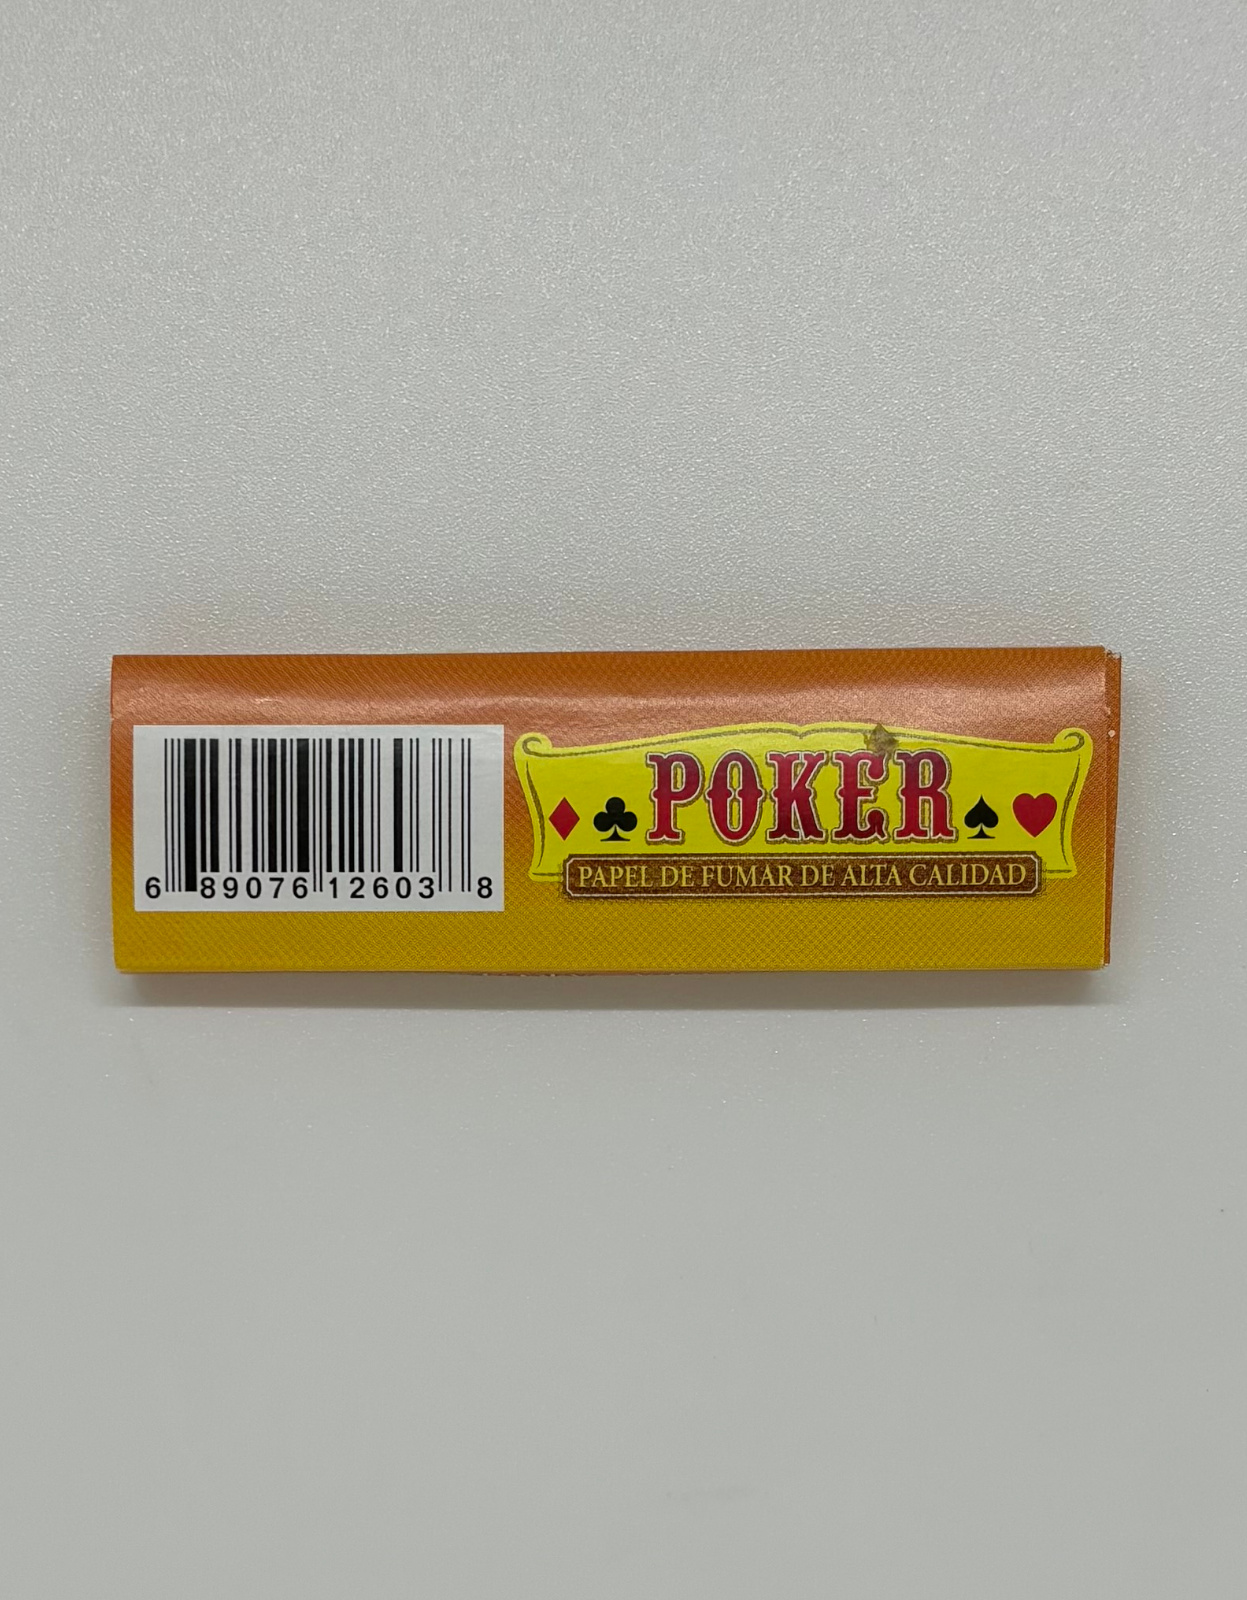 POKER
PAPEL DE FUMAR DE ALTA CALIDAD
6 89076 12603 8